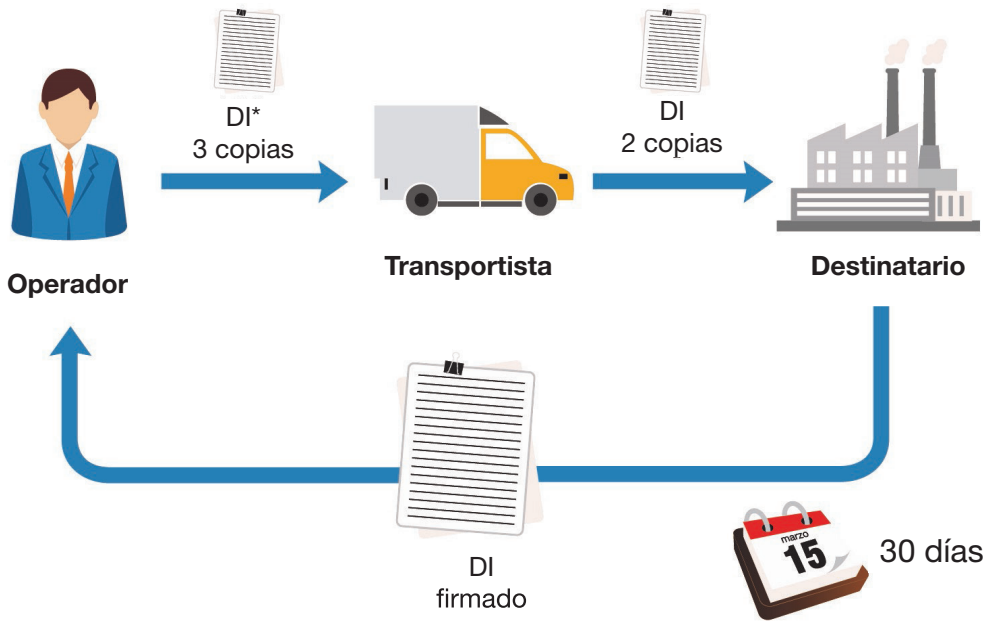 DI*
3 copias
DI
2 copias
Operador
Transportista
Destinatario
marzo
15
30 días
DI
firmado